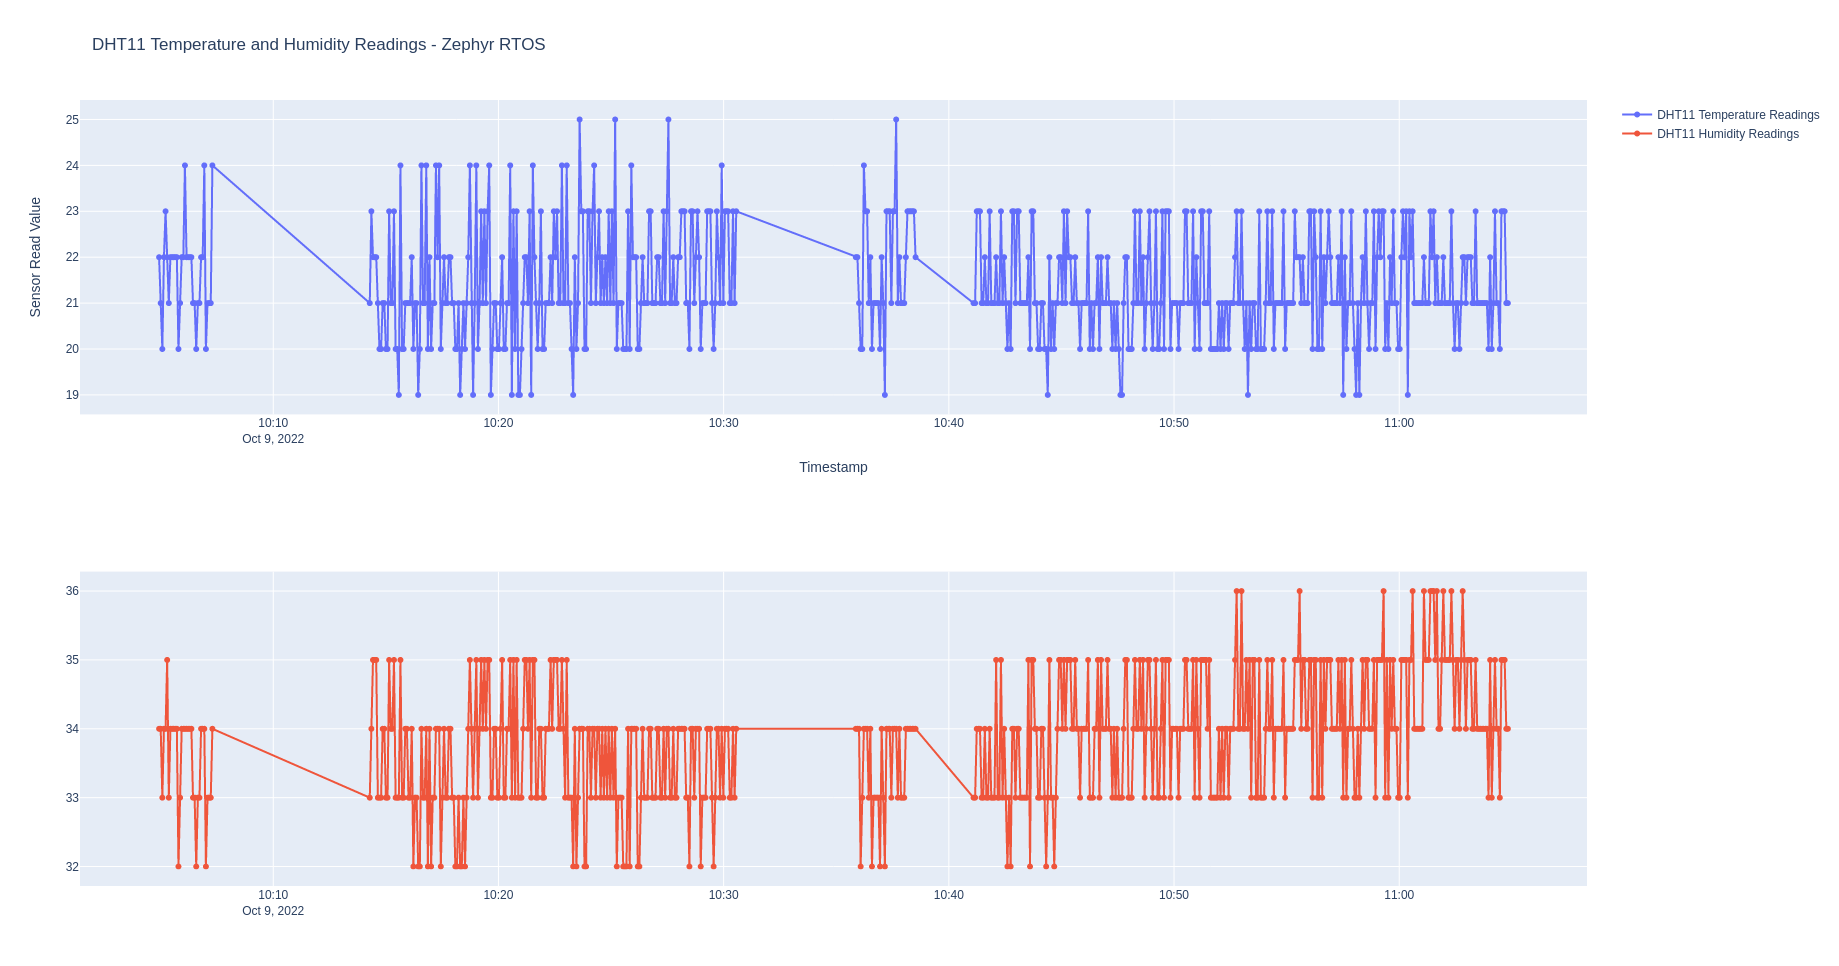 DHT11 Temperature and Humidity Readings - Zephyr RTOS
DHT11 Temperature Readings
DHT11 Humidity Readings
Sensor Read Value
25
24
23
22
21
20
19
10:10 10:20 10:30 10:40 10:50 11:00
Oct 9, 2022
Timestamp
36
35
34
33
32
10:10 10:20 10:30 10:40 10:50 11:00
Oct 9, 2022